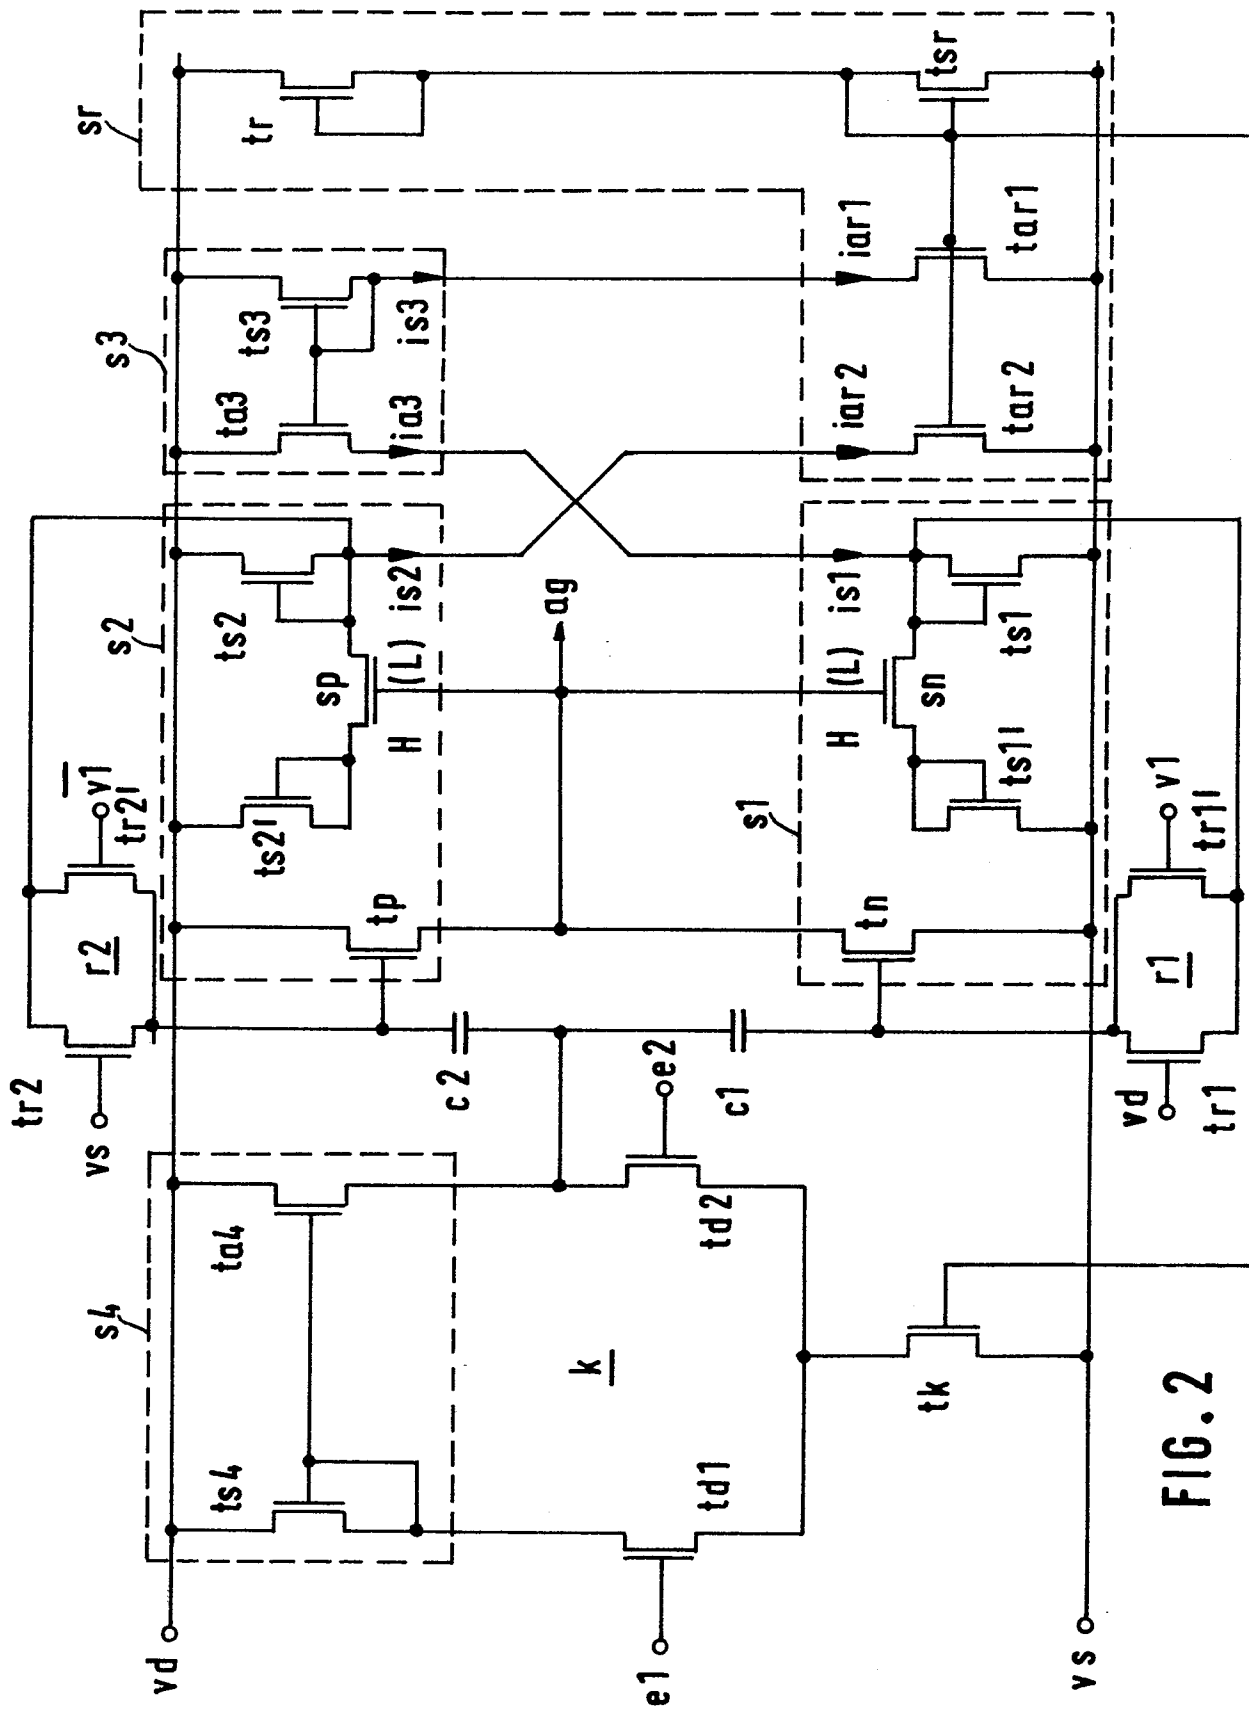 sr
tr
tsr
s3
ts3
is3
ta3
ia3
iar1
tar1
iar2
tar2
s2
ts2
is2
sp
(L)
H
ts2'
ag
is1
ts1
(L)
sn
H
ts1'
s1
v1
tr2'
r2
tr2
vs
tp
tn
v1
tr1'
r1
vd
tr1
c2
c1
e2
s4
ta4
ts4
td2
td1
k
tk
vd
e1
vs
FIG. 2